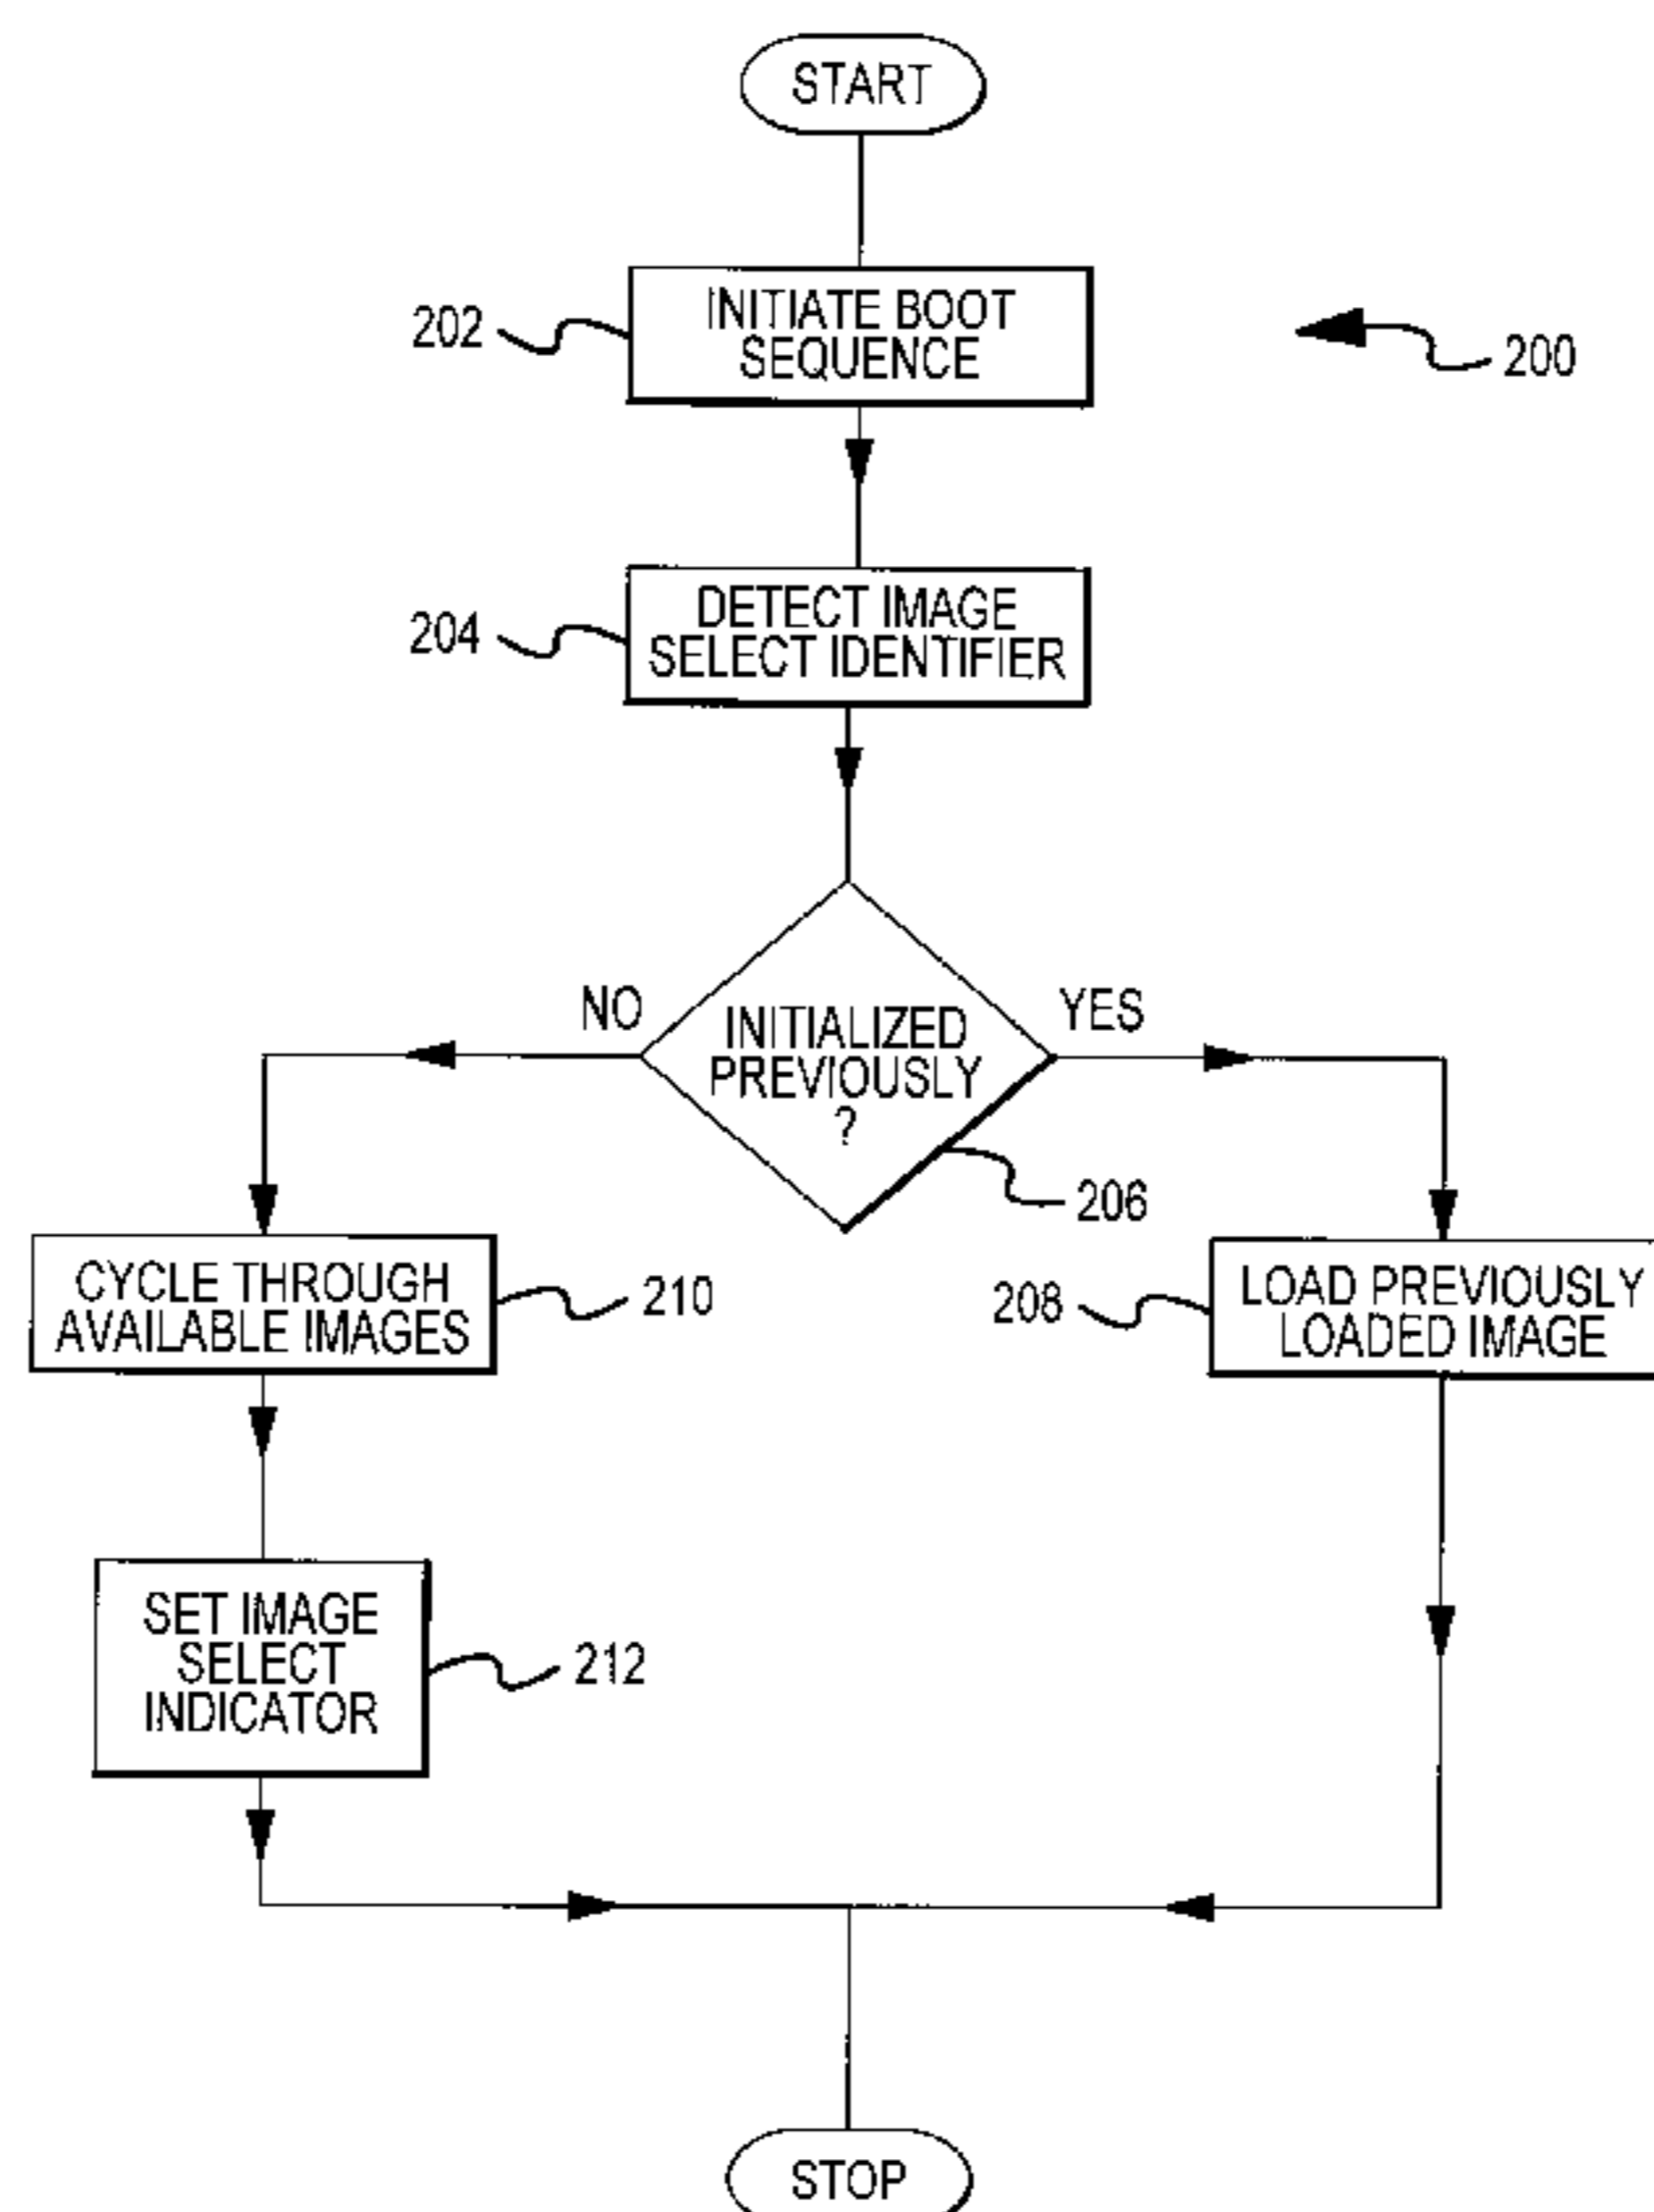 START
202
INITIATE BOOT
SEQUENCE
200
204
DETECT IMAGE
SELECT IDENTIFIER
NO
YES
INITIALIZED
PREVIOUSLY
?
206
CYCLE THROUGH
AVAILABLE IMAGES
210
208
LOAD PREVIOUSLY
LOADED IMAGE
SET IMAGE
SELECT
INDICATOR
212
STOP